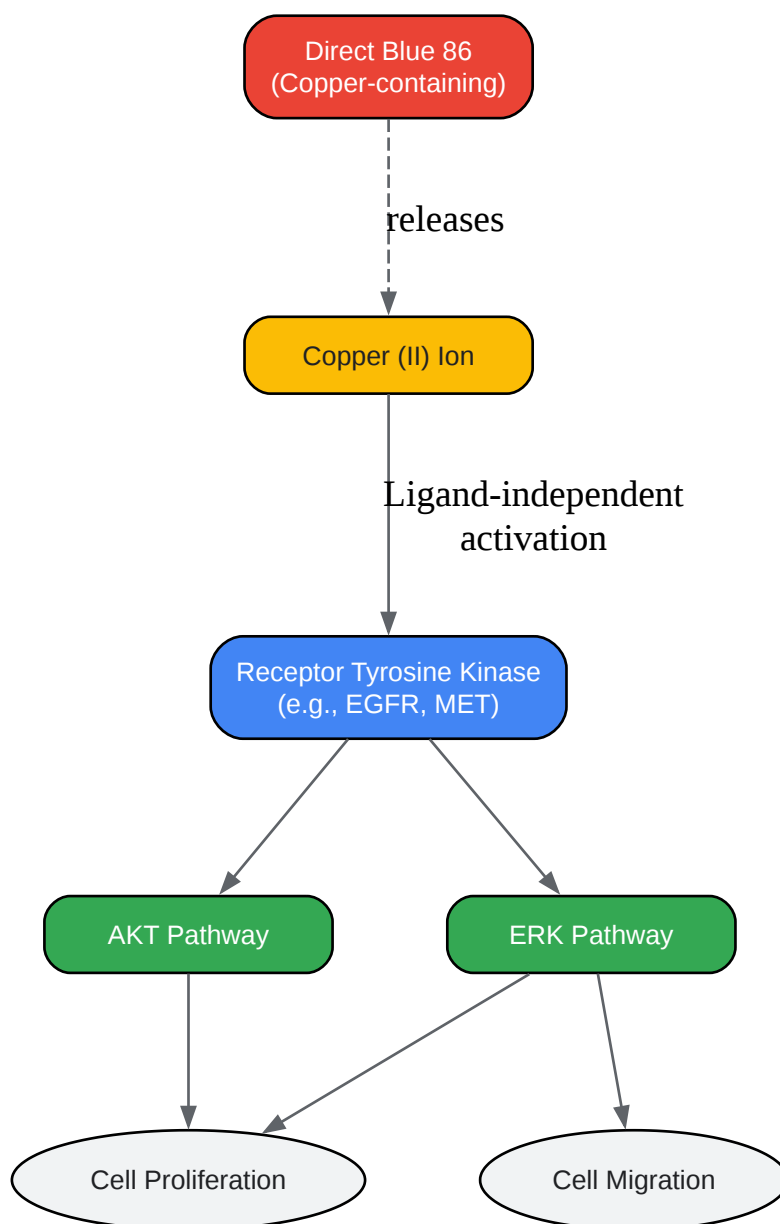 Direct Blue 86
(Copper-containing)
releases
Copper (II) Ion
Ligand-independent
activation
Receptor Tyrosine Kinase
(e.g., EGFR, MET)
AKT Pathway
ERK Pathway
Cell Proliferation
Cell Migration